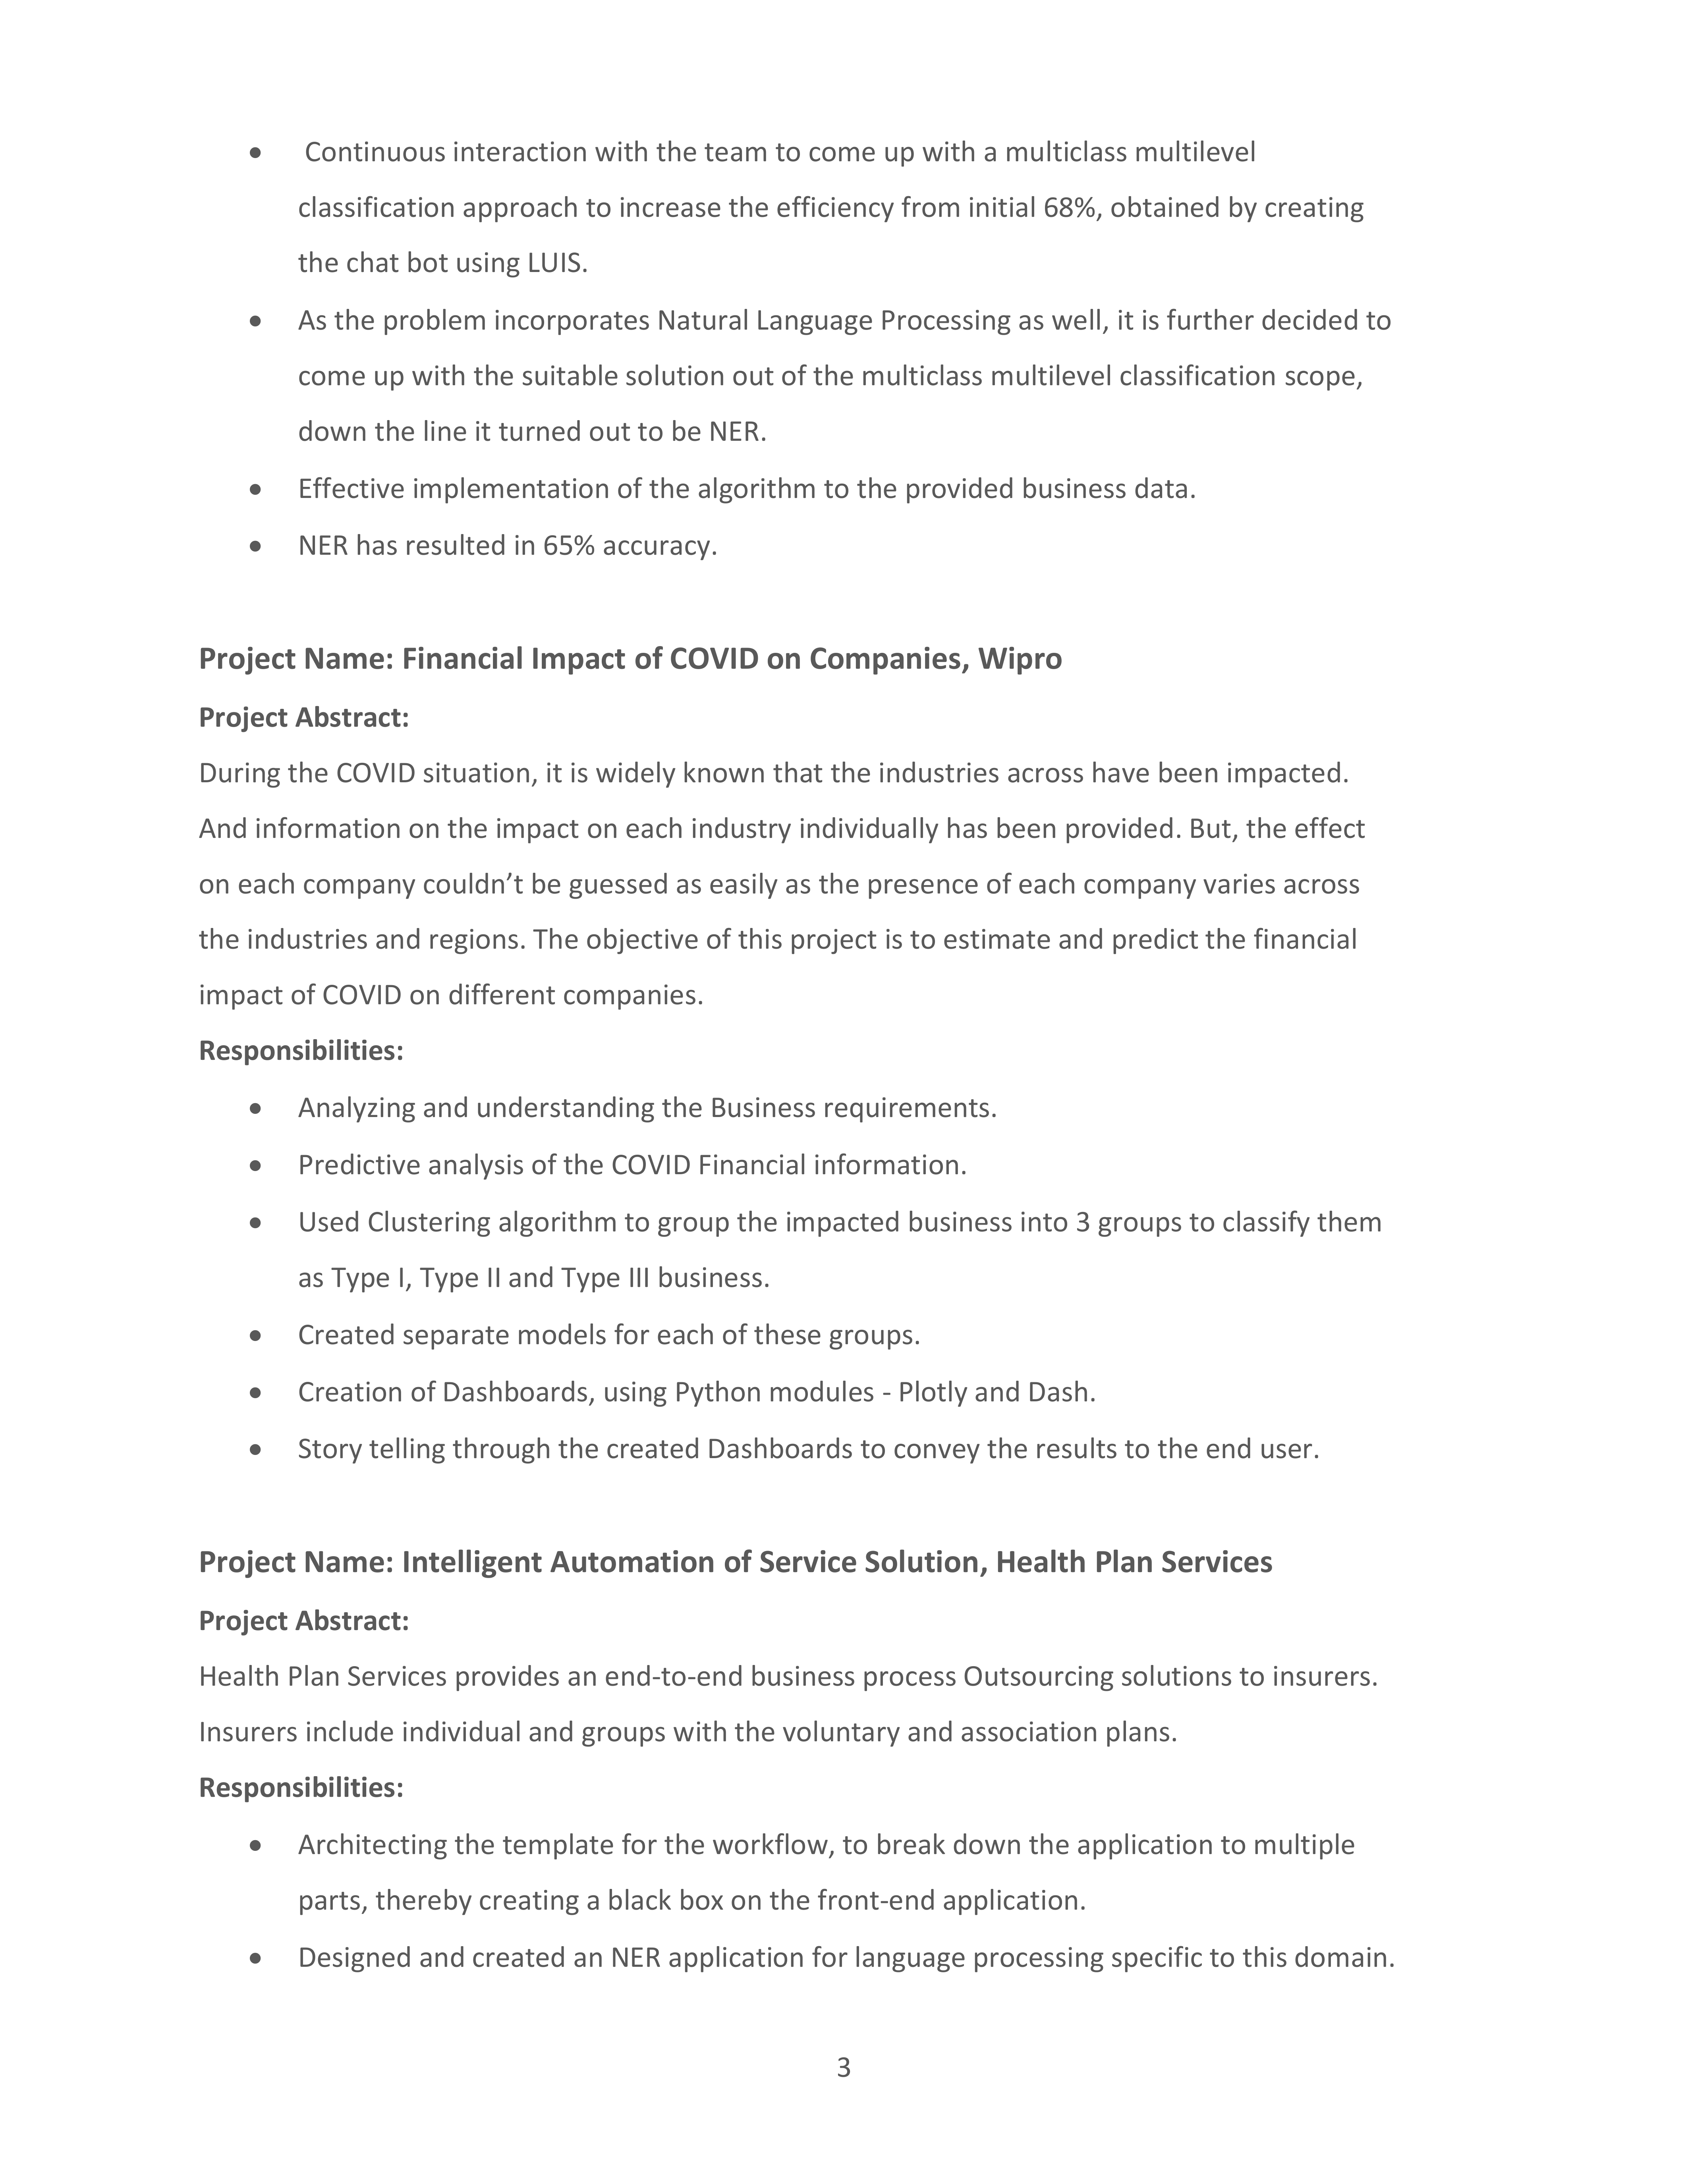 • Continuous interaction with the team to come up with a multiclass multilevel
classification approach to increase the efficiency from initial 68%, obtained by creating
the chat bot using LUIS.
• As the problem incorporates Natural Language Processing as well, it is further decided to
come up with the suitable solution out of the multiclass multilevel classification scope,
down the line it turned out to be NER.
• Effective implementation of the algorithm to the provided business data.
• NER has resulted in 65% accuracy.
Project Name: Financial Impact of COVID on Companies, Wipro
Project Abstract:
During the COVID situation, it is widely known that the industries across have been impacted.
And information on the impact on each industry individually has been provided. But, the effect
on each company couldn’t be guessed as easily as the presence of each company varies across
the industries and regions. The objective of this project is to estimate and predict the financial
impact of COVID on different companies.
Responsibilities:
• Analyzing and understanding the Business requirements.
• Predictive analysis of the COVID Financial information.
• Used Clustering algorithm to group the impacted business into 3 groups to classify them
as Type I, Type II and Type III business.
• Created separate models for each of these groups.
• Creation of Dashboards, using Python modules - Plotly and Dash.
• Story telling through the created Dashboards to convey the results to the end user.
Project Name: Intelligent Automation of Service Solution, Health Plan Services
Project Abstract:
Health Plan Services provides an end-to-end business process Outsourcing solutions to insurers.
Insurers include individual and groups with the voluntary and association plans.
Responsibilities:
• Architecting the template for the workflow, to break down the application to multiple
parts, thereby creating a black box on the front-end application.
• Designed and created an NER application for language processing specific to this domain.
3